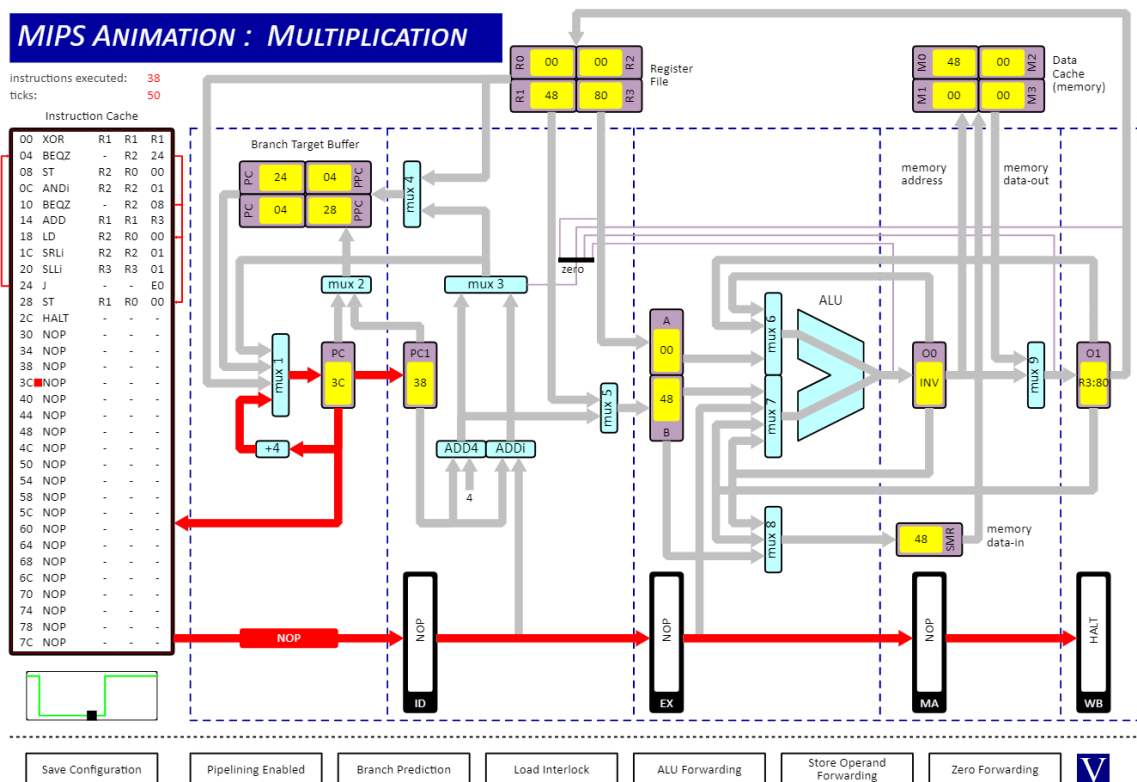 MIPS ANIMATION : MULTIPLICATION
instructions executed: 38
ticks: 50
Instruction Cache
00 XOR R1 R1 R1
04 BEQZ - R2 24
08 ST R2 R0 00
0C ANDi R2 R2 01
10 BEQZ - R2 08
14 ADD R1 R1 R3
18 LD R2 R0 00
1C SRLi R2 R2 01
20 SLLi R3 R3 01
24 J - - E0
28 ST R1 R0 00
2C HALT - - -
30 NOP - - -
34 NOP - - -
38 NOP - - -
3C NOP - - -
40 NOP - - -
44 NOP - - -
48 NOP - - -
4C NOP - - -
50 NOP - - -
54 NOP - - -
58 NOP - - -
5C NOP - - -
60 NOP - - -
64 NOP - - -
68 NOP - - -
6C NOP - - -
70 NOP - - -
74 NOP - - -
78 NOP - - -
7C NOP - - -
R0 00 00 R2
R1 48 80 R3
Register
File
M0 48 00 M2
M1 00 00 M3
Data
Cache
(memory)
Branch Target Buffer
PC 24 04 PPC
PC 04 28 PPC
mux 4
memory
address
memory
data-out
zero
mux 2
mux 3
mux 1
PC
3C
PC1
38
+4
ADD4
ADDi
4
mux 5
A
00
48
B
mux 6
mux 7
ALU
mux 8
O0
INV
mux 9
O1
R3:80
48 SMR
memory
data-in
NOP
NOP
ID
NOP
EX
NOP
MA
HALT
WB
Save Configuration
Pipelining Enabled
Branch Prediction
Load Interlock
ALU Forwarding
Store Operand
Forwarding
Zero Forwarding
V